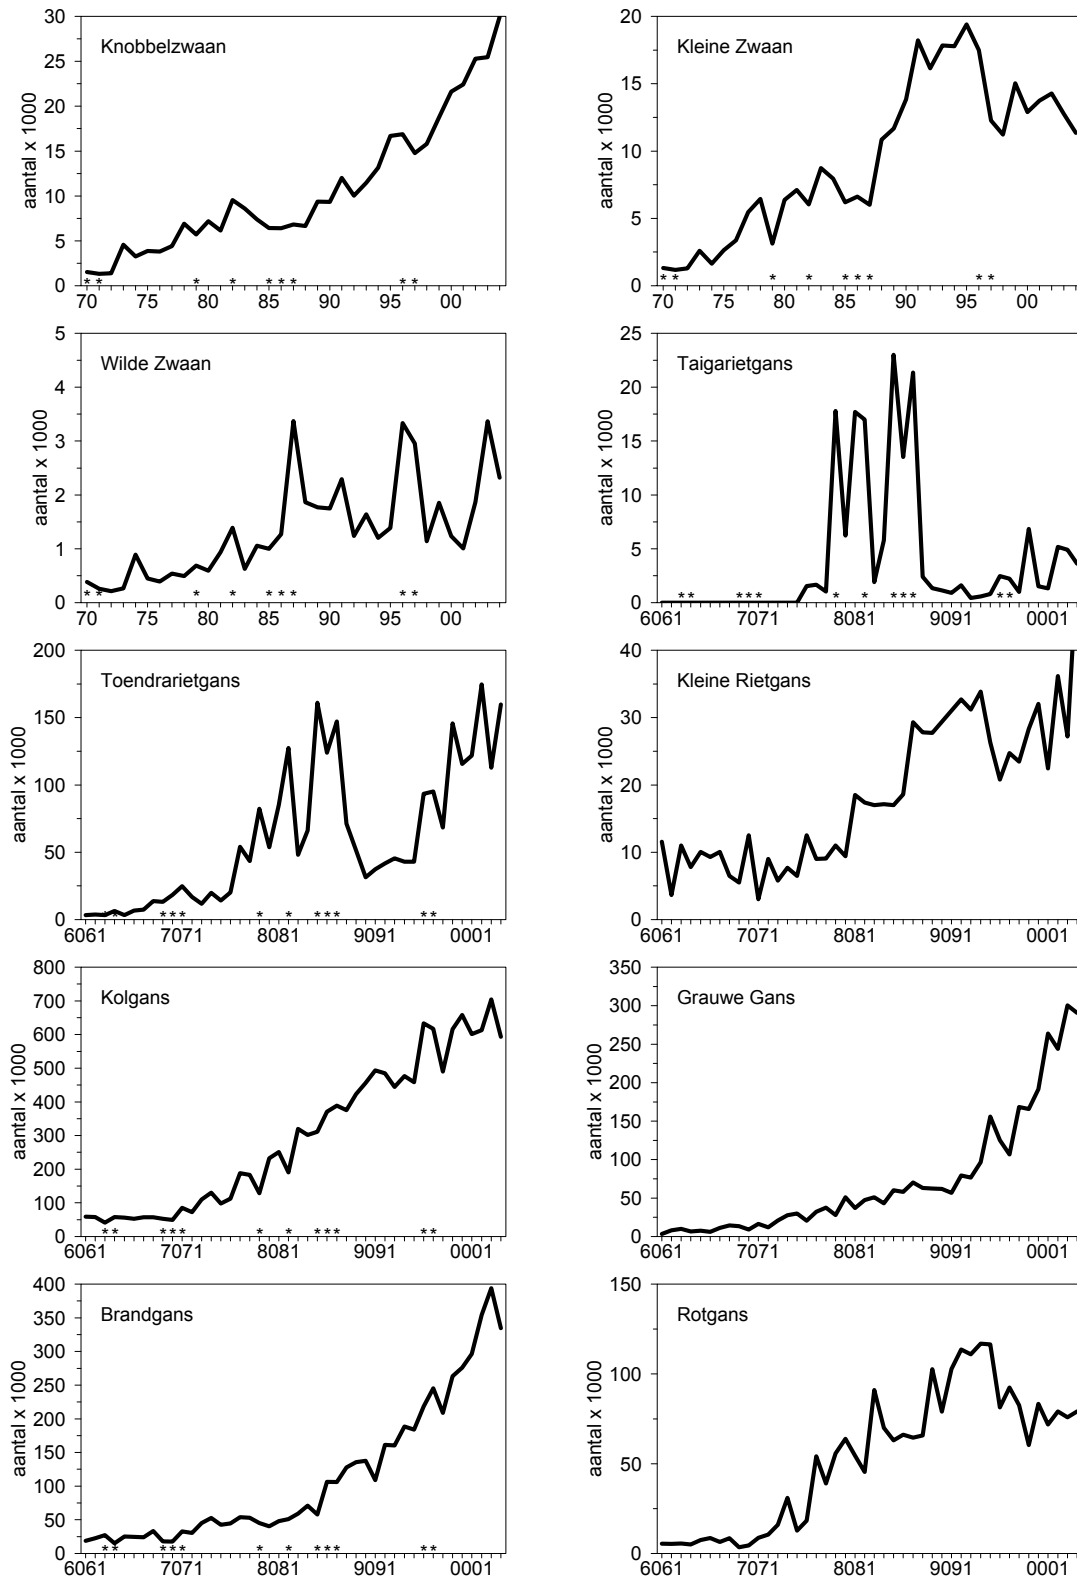 Knobbelzwaan
aantal x 1000
30
25
20
15
10
5
0
* * * * * * * * *
70 75 80 85 90 95 00
Kleine Zwaan
aantal x 1000
20
15
10
5
0
* * * * * * * * *
70 75 80 85 90 95 00
Wilde Zwaan
aantal x 1000
5
4
3
2
1
0
* * * * * * * * *
70 75 80 85 90 95 00
Taigarietgans
aantal x 1000
25
20
15
10
5
0
* * * * * * * * * * * *
6061 7071 8081 9091 0001
Toendrarietgans
aantal x 1000
200
150
100
50
0
* * * * * * * * * * * *
6061 7071 8081 9091 0001
Kleine Rietgans
aantal x 1000
40
30
20
10
0
6061 7071 8081 9091 0001
Kolgans
aantal x 1000
800
700
600
500
400
300
200
100
0
* * * * * * * * * * * *
6061 7071 8081 9091 0001
Grauwe Gans
aantal x 1000
350
300
250
200
150
100
50
0
6061 7071 8081 9091 0001
Brandgans
aantal x 1000
400
350
300
250
200
150
100
50
0
* * * * * * * * * * * *
6061 7071 8081 9091 0001
Rotgans
aantal x 1000
150
100
50
0
6061 7071 8081 9091 0001